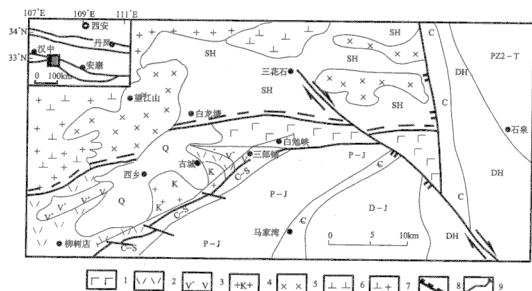 107°E 109°E 111°E
34°N
33°N
西安
丹凤
汉中
安康
0 100km
SH
SH
三花石
SH
SH
SH
C
DH
PZ2-T
C
石泉
望江山
白龙塘
白勉峡
Q
古城
三郎铺
P-J
西乡
K
C-S
K
Q
V
C
DH
P-J
D-J
C
DH
柳树店
C-S
P-J
马家湾
0 5 10km
DH
1 2 V V 3 +K+ 4 × × 5 6 7 8 9